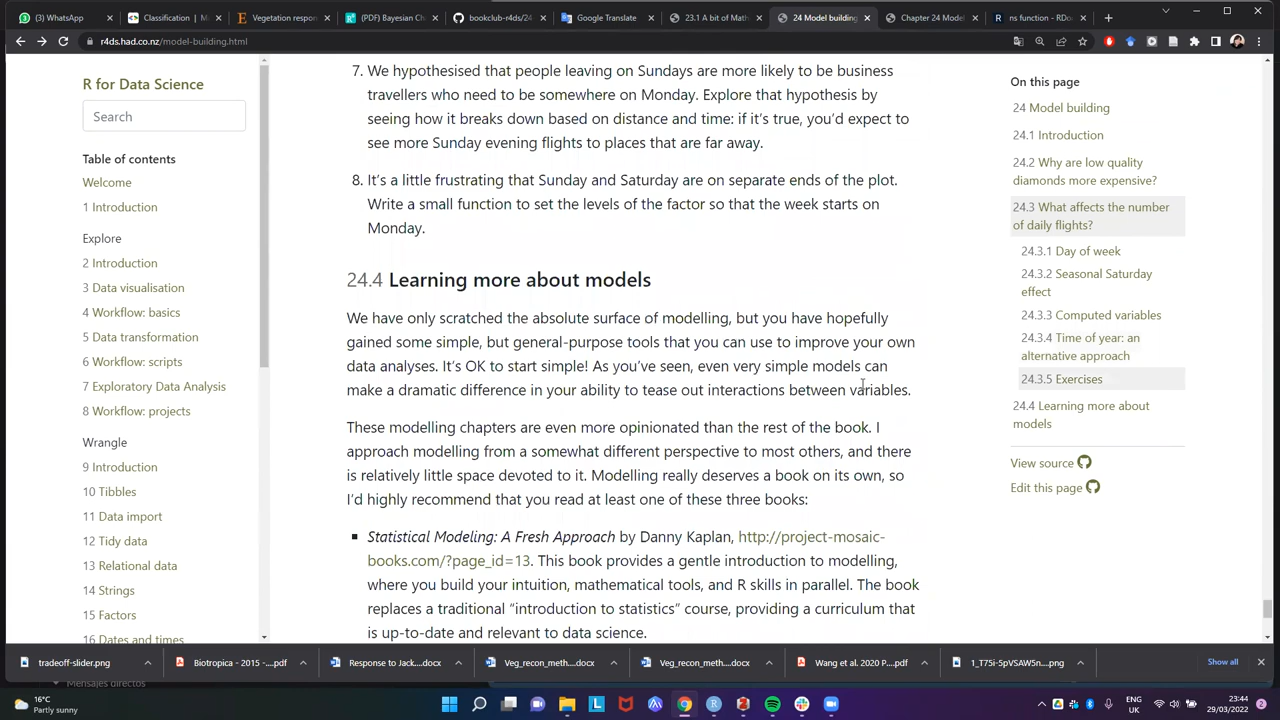 (3) WhatsApp
Classification | M
Vegetation respon
(PDF) Bayesian Ch
bookclub-r4ds/24
Google Translate
23.1 A bit of Math
24 Model building
Chapter 24 Model
ns function - RDoc
r4ds.had.co.nz/model-building.html
R for Data Science
Search
Table of contents
Welcome
1 Introduction
Explore
2 Introduction
3 Data visualisation
4 Workflow: basics
5 Data transformation
6 Workflow: scripts
7 Exploratory Data Analysis
8 Workflow: projects
Wrangle
9 Introduction
10 Tibbles
11 Data import
12 Tidy data
13 Relational data
14 Strings
15 Factors
16 Dates and times
7. We hypothesised that people leaving on Sundays are more likely to be business
travellers who need to be somewhere on Monday. Explore that hypothesis by
seeing how it breaks down based on distance and time: if it's true, you'd expect to
see more Sunday evening flights to places that are far away.
8. It's a little frustrating that Sunday and Saturday are on separate ends of the plot.
Write a small function to set the levels of the factor so that the week starts on
Monday.
24.4 Learning more about models
We have only scratched the absolute surface of modelling, but you have hopefully
gained some simple, but general-purpose tools that you can use to improve your own
data analyses. It's OK to start simple! As you've seen, even very simple models can
make a dramatic difference in your ability to tease out interactions between variables.
These modelling chapters are even more opinionated than the rest of the book. I
approach modelling from a somewhat different perspective to most others, and there
is relatively little space devoted to it. Modelling really deserves a book on its own, so
I'd highly recommend that you read at least one of these three books:
Statistical Modeling: A Fresh Approach by Danny Kaplan, http://project-mosaic-
books.com/?page_id=13. This book provides a gentle introduction to modelling,
where you build your intuition, mathematical tools, and R skills in parallel. The book
replaces a traditional "introduction to statistics" course, providing a curriculum that
is up-to-date and relevant to data science.
On this page
24 Model building
24.1 Introduction
24.2 Why are low quality
diamonds more expensive?
24.3 What affects the number
of daily flights?
24.3.1 Day of week
24.3.2 Seasonal Saturday
effect
24.3.3 Computed variables
24.3.4 Time of year: an
alternative approach
24.3.5 Exercises
24.4 Learning more about
models
View source
Edit this page
tradeoff-slider.png
Biotropica - 2015 -....pdf
Response to Jack....docx
Veg_recon_meth....docx
Veg_recon_meth....docx
Wang et al. 2020 P....pdf
1_T75i-5pVSAW5n....png
Show all
Mensajes directos
16°C
Partly sunny
ENG
UK
23:44
29/03/2022